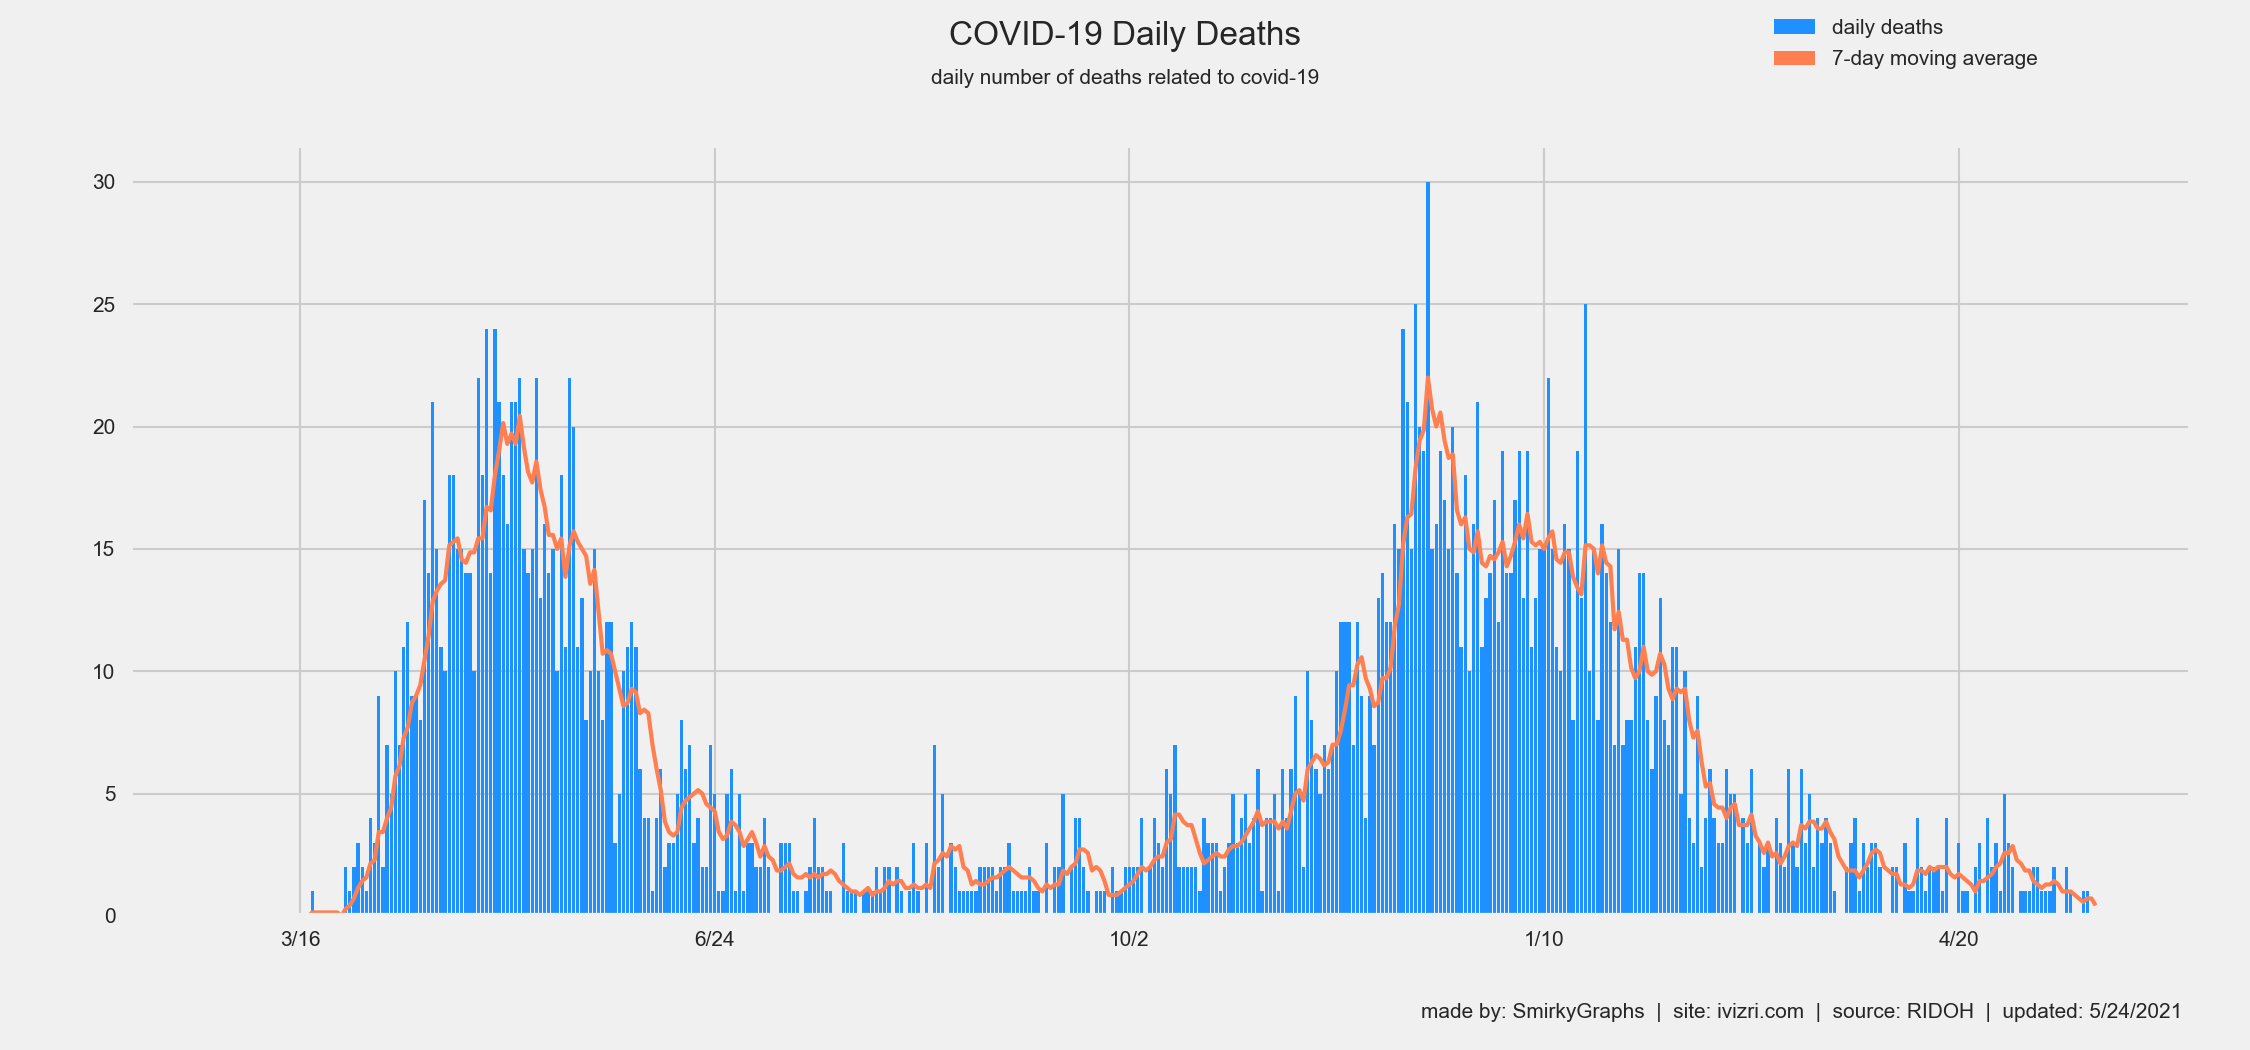 COVID-19 Daily Deaths
daily number of deaths related to covid-19
daily deaths
7-day moving average
30
25
20
15
10
5
0
3/16 6/24 10/2 1/10 4/20
made by: SmirkyGraphs | site: ivizri.com | source: RIDOH | updated: 5/24/2021